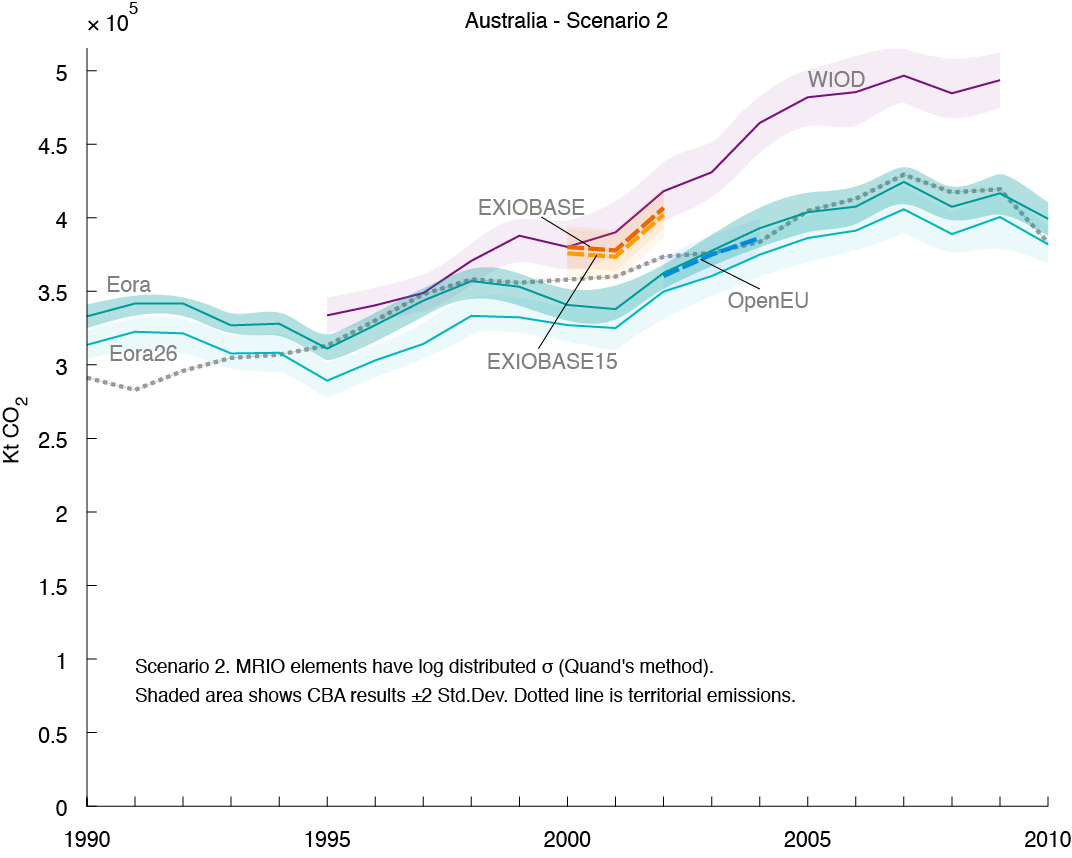 Australia - Scenario 2
× 10⁵
5
4.5
4
3.5
3
2.5
2
1.5
1
0.5
0
Kt CO₂
1990
1995
2000
2005
2010
WIOD
EXIOBASE
Eora
OpenEU
Eora26
EXIOBASE15
Scenario 2. MRIO elements have log distributed σ (Quand's method).
Shaded area shows CBA results ±2 Std.Dev. Dotted line is territorial emissions.